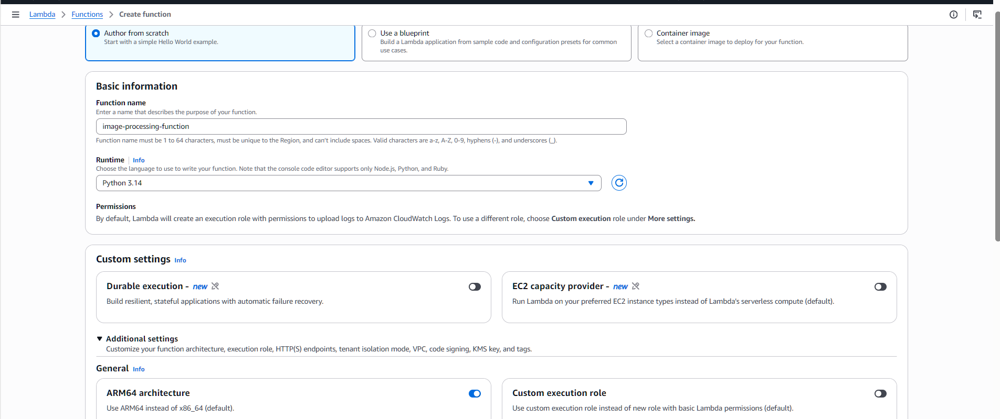 Lambda > Functions > Create function
Author from scratch
Start with a simple Hello World example.
Use a blueprint
Build a Lambda application from sample code and configuration presets for common
use cases.
Container image
Select a container image to deploy for your function.
Basic information
Function name
Enter a name that describes the purpose of your function.
image-processing-function
Function name must be 1 to 64 characters, must be unique to the Region, and can't include spaces. Valid characters are a-z, A-Z, 0-9, hyphens (-), and underscores (_).
Runtime | Info
Choose the language to use to write your function. Note that the console code editor supports only Node.js, Python, and Ruby.
Python 3.14
Permissions
By default, Lambda will create an execution role with permissions to upload logs to Amazon CloudWatch Logs. To use a different role, choose Custom execution role under More settings.
Custom settings Info
Durable execution - new
Build resilient, stateful applications with automatic failure recovery.
EC2 capacity provider - new
Run Lambda on your preferred EC2 instance types instead of Lambda's serverless compute (default).
Additional settings
Customize your function architecture, execution role, HTTP(S) endpoints, tenant isolation mode, VPC, code signing, KMS key, and tags.
General Info
ARM64 architecture
Use ARM64 instead of x86_64 (default).
Custom execution role
Use custom execution role instead of new role with basic Lambda permissions (default).